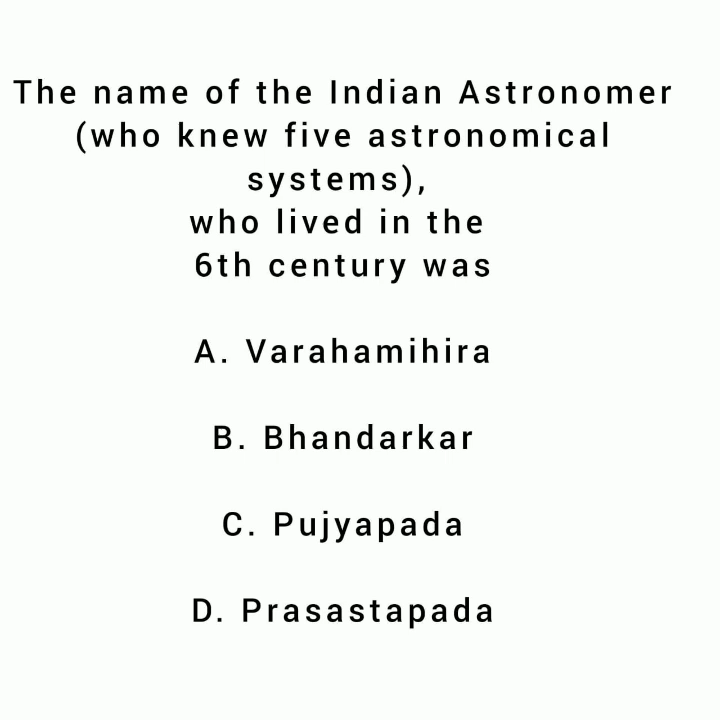 The name of the Indian Astronomer
(who knew five astronomical
systems),
who lived in the
6th century was
A. Varahamihira
B. Bhandarkar
C. Pujyapada
D. Prasastapada